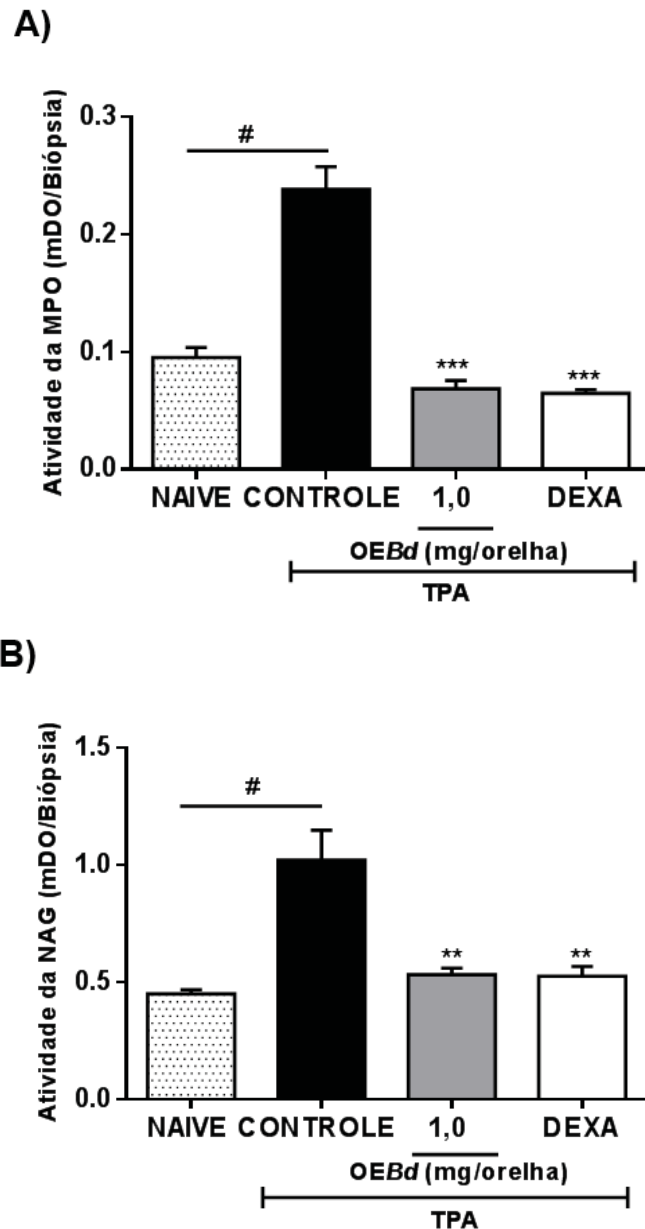 A)
Atividade da MPO (mDO/Biópsia)
0.3
0.2
0.1
0.0
#
***
***
NAIVE CONTROLE 1,0 DEXA
OEBd (mg/orelha)
TPA
B)
Atividade da NAG (mDO/Biópsia)
1.5
1.0
0.5
0.0
#
**
**
NAIVE CONTROLE 1,0 DEXA
OEBd (mg/orelha)
TPA